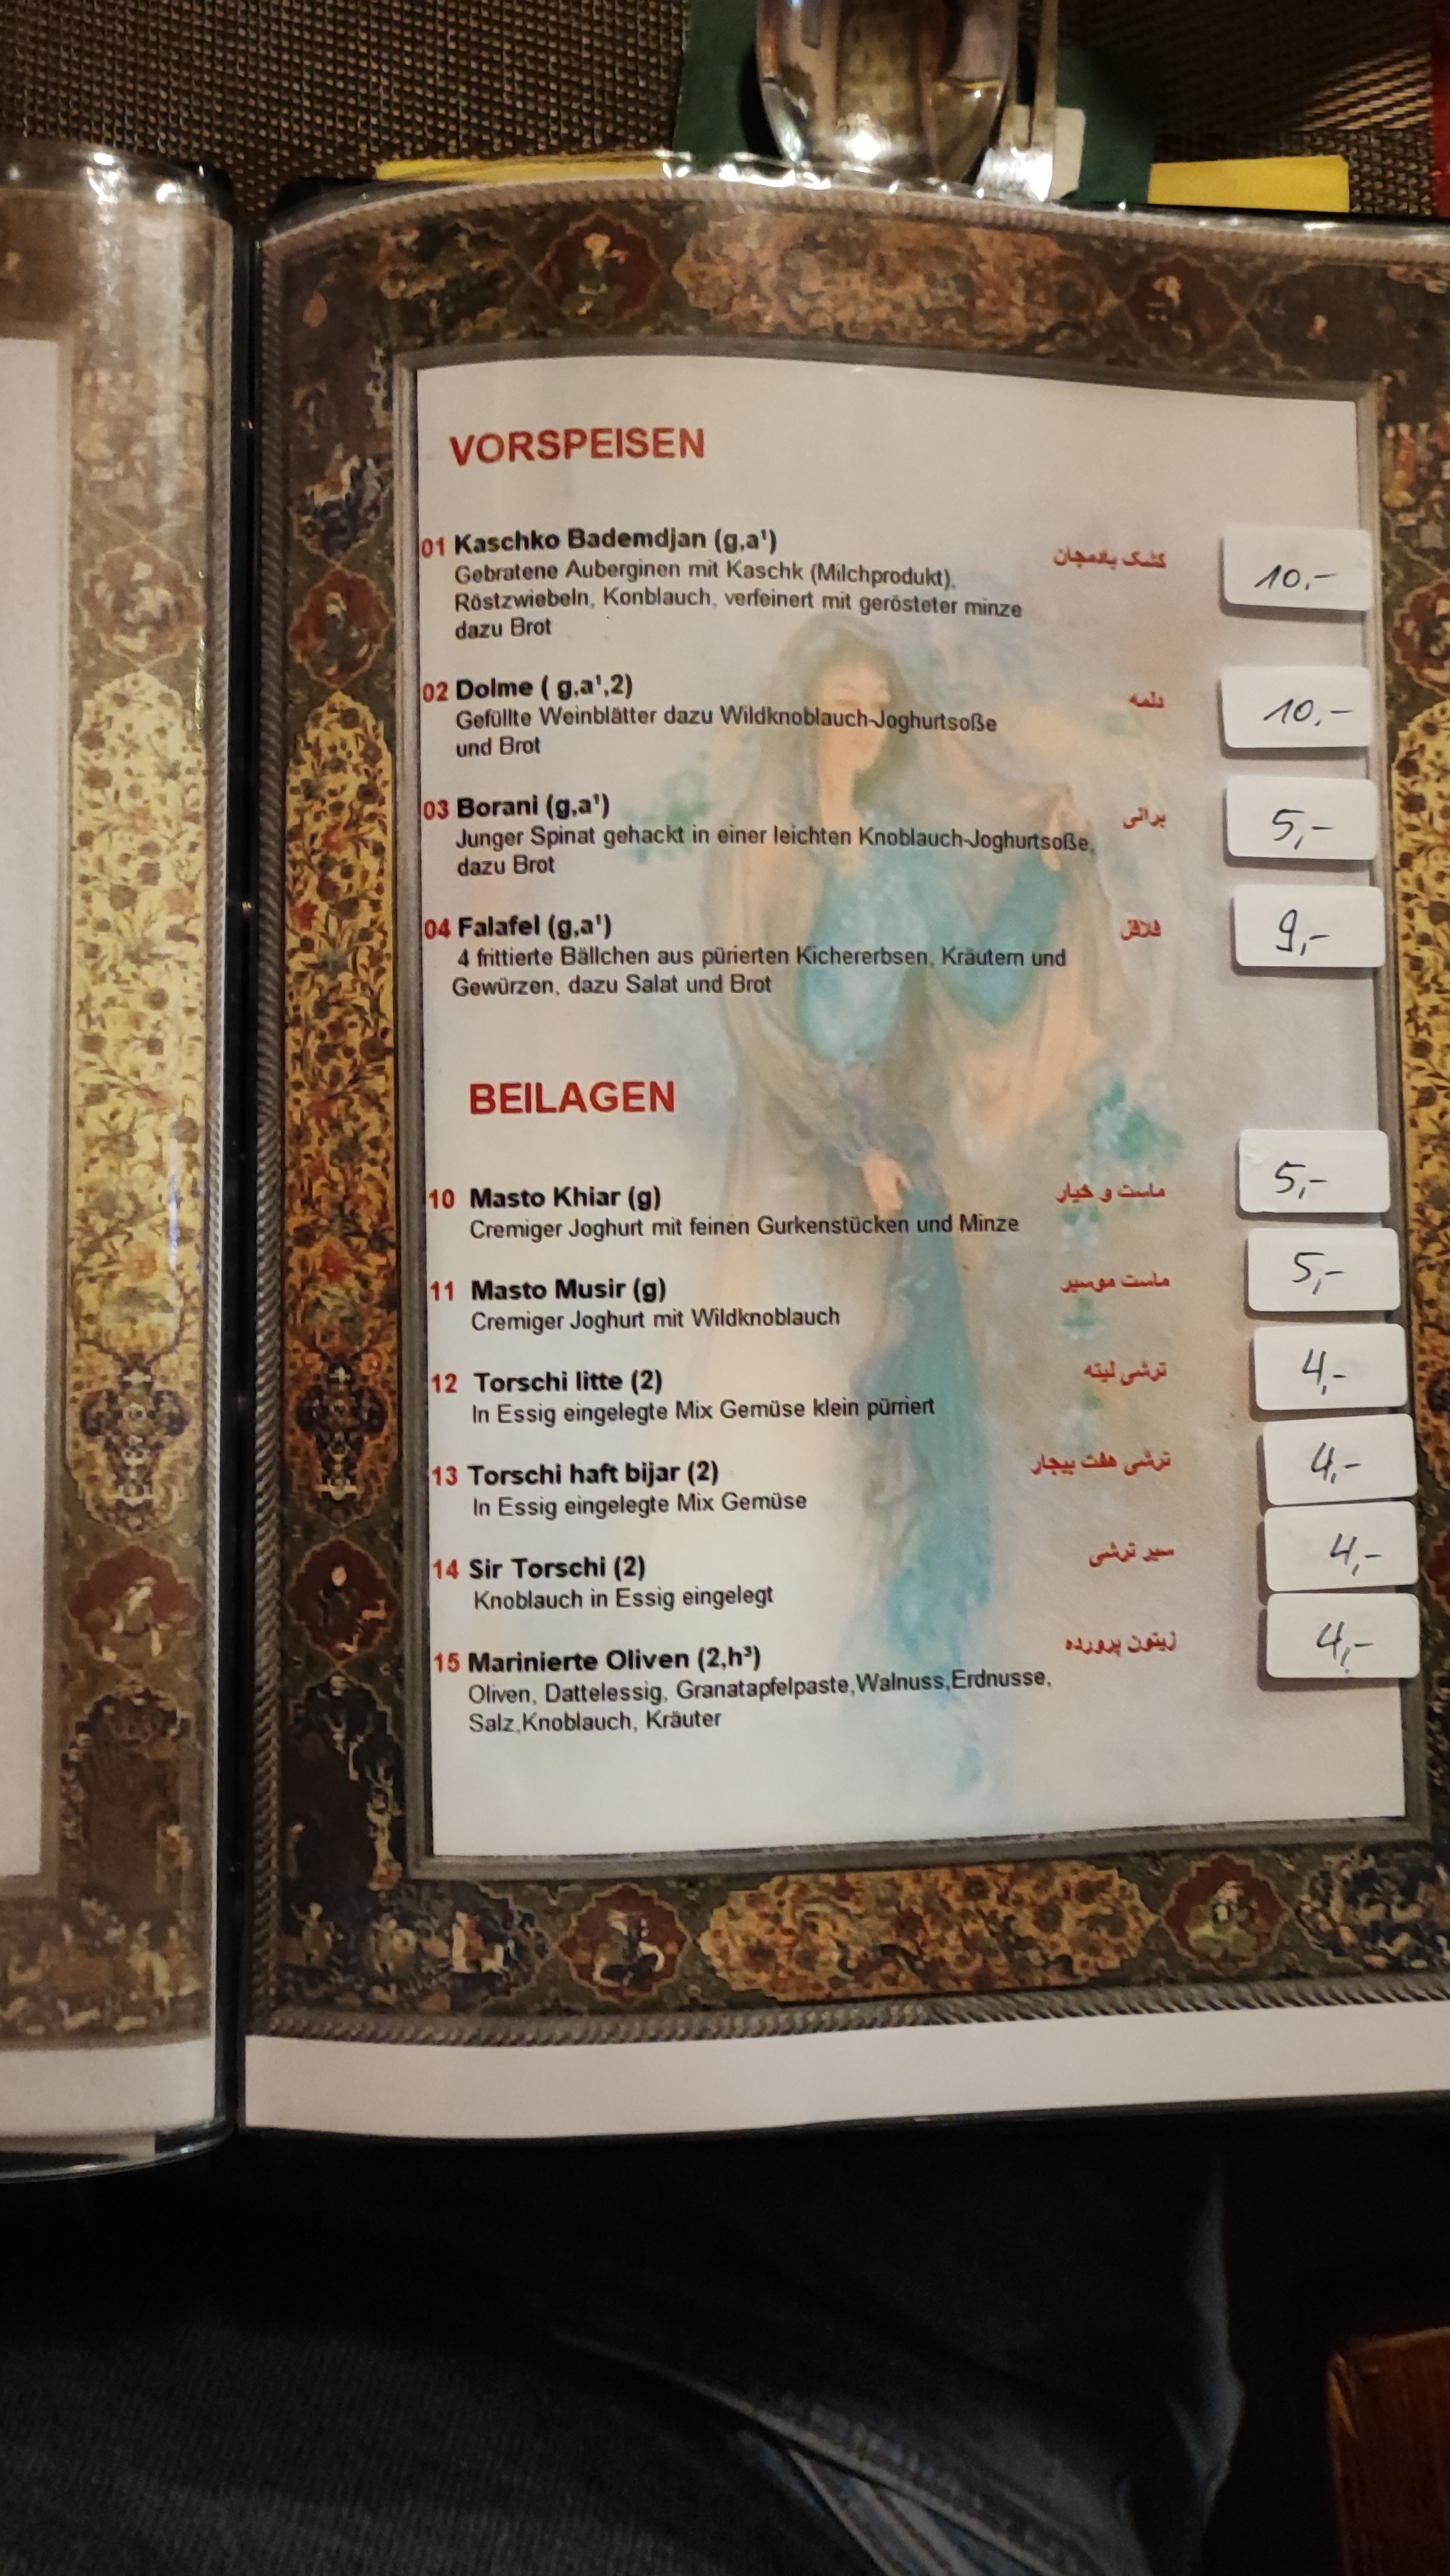 VORSPEISEN
01 Kaschko Bademdjan (g,a¹) کشک بادمجان 10,-
Gebratene Auberginen mit Kaschk (Milchprodukt),
Röstzwiebeln, Konblauch, verfeinert mit gerösteter minze
dazu Brot
02 Dolme ( g,a¹,2) دلمه 10,-
Gefüllte Weinblätter dazu Wildknoblauch-Joghurtsoße
und Brot
03 Borani (g,a¹) برانی 5,-
Junger Spinat gehackt in einer leichten Knoblauch-Joghurtsoße,
dazu Brot
04 Falafel (g,a¹) فلافل 9,-
4 frittierte Bällchen aus pürierten Kichererbsen, Kräutern und
Gewürzen, dazu Salat und Brot
BEILAGEN
10 Masto Khiar (g) ماست و خیار 5,-
Cremiger Joghurt mit feinen Gurkenstücken und Minze
11 Masto Musir (g) ماست موسیر 5,-
Cremiger Joghurt mit Wildknoblauch
12 Torschi litte (2) ترشی لیته 4,-
In Essig eingelegte Mix Gemüse klein pürriert
13 Torschi haft bijar (2) ترشی هفت بیجار 4,-
In Essig eingelegte Mix Gemüse
14 Sir Torschi (2) سیر ترشی 4,-
Knoblauch in Essig eingelegt
15 Marinierte Oliven (2,h³) زیتون پرورده 4,-
Oliven, Dattelessig, Granatapfelpaste,Walnuss,Erdnusse,
Salz,Knoblauch, Kräuter